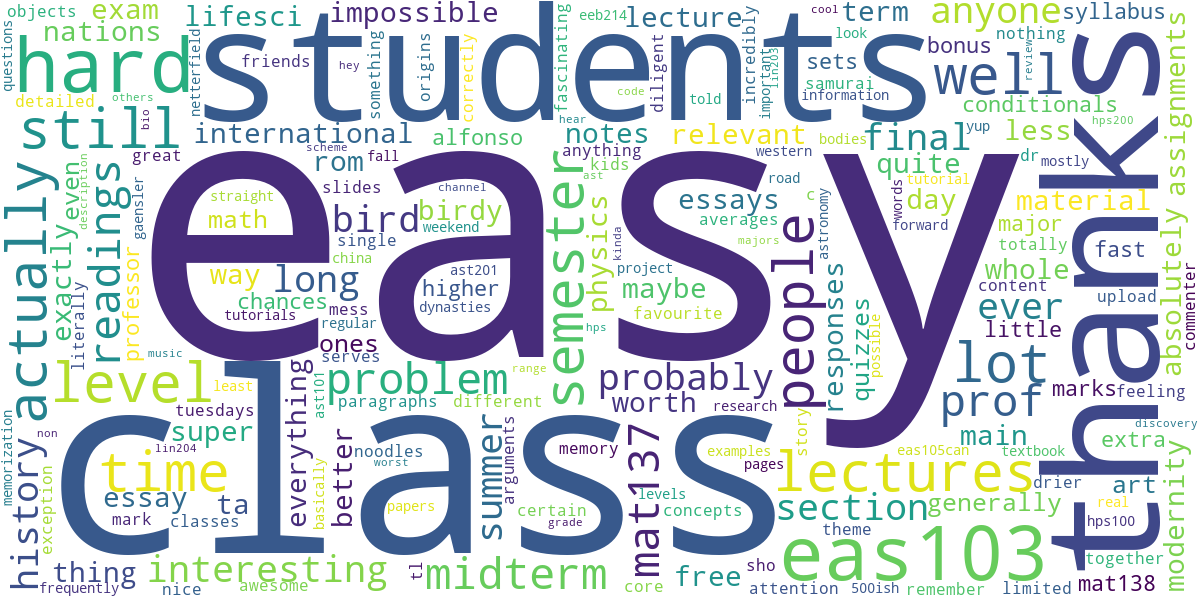 objects
exam
lifesci
impossible
eeb214
lecture
term
anyone
syllabus
nations
questions
hard
students
friends
hey
something
origins
correctly
fascinating
diligent
incredibly
important
lin203
cool
look
sets
samurai
information
bonus
nothing
well
review
thanks
assignments
detailed
others
netterfield
code
told
conditionals
hps200
still
bio
international
scheme
alfonso
hear
notes
relevant
bodies
final
yup
less
great
rom
fall
anything
kids
western
quite
dr
mostly
actually
readings
even
exactly
description
gaensler
slides
straight
math
bird
channel
birdy
weekend
ast
essays
averages
road
c
words
tutorial
day
material
easy
semester
physics
kinda
majors
people
astronomy
forward
major
totally
fast
single
china
way
long
ast201
higher
dynasties
project
maybe
favourite
responses
quizzes
possible
whole
content
upload
commenter
absolutely
professor
literally
chances
tutorials
mess
regular
ones
serves
hps
ever
little
music
level
least
ast101
problem
range
probably
lot
marks
feeling
everything
paragraphs
different
worth
research
prof
tuesdays
super
lin204
class
noodles
worst
better
summer
arguments
memory
mat137
examples
pages
story
eas105can
main
textbook
extra
discovery
memorization
non
history
exception
time
essay
ta
mark
classes
basically
papers
certain
grade
levels
concepts
lectures
section
theme
generally
drier
art
real
hps100
modernity
together
thing
frequently
nice
interesting
awesome
tl
midterm
core
free
sho
attention
500ish
eas103
remember
limited
mat138